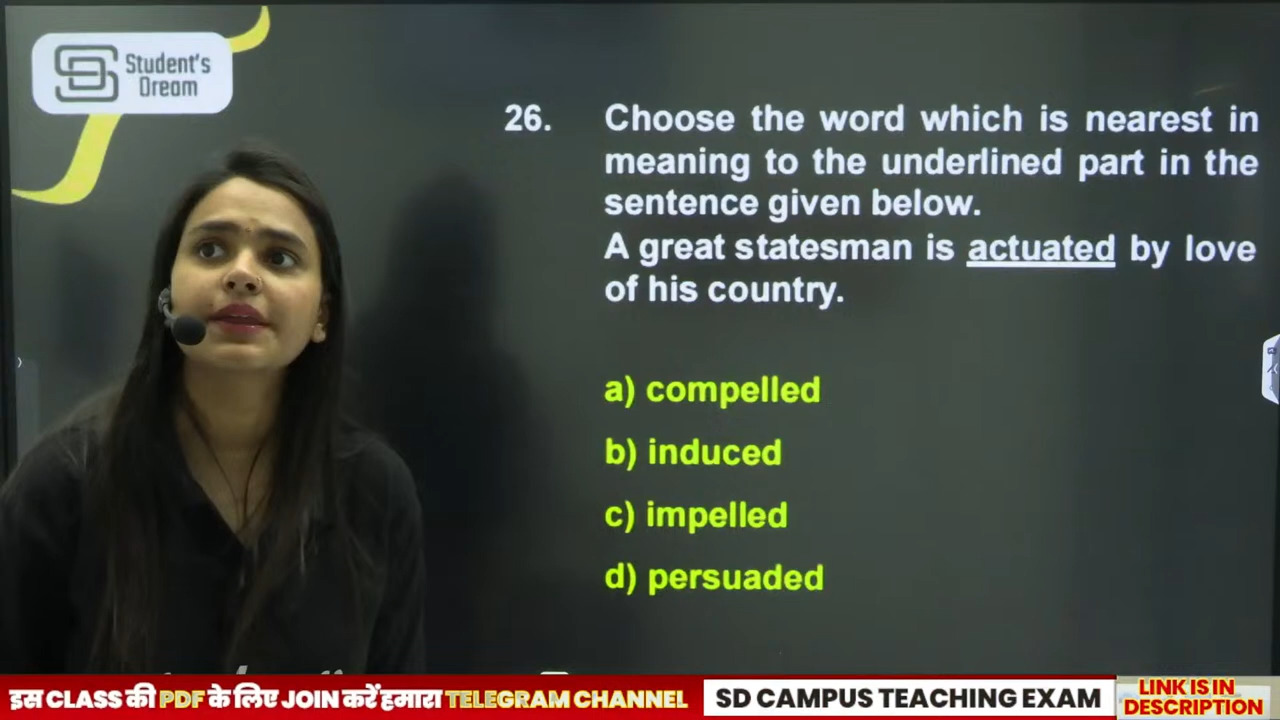 Student's
Dream
26. Choose the word which is nearest in
meaning to the underlined part in the
sentence given below.
A great statesman is actuated by love
of his country.
a) compelled
b) induced
c) impelled
d) persuaded
इस CLASS की PDF के लिए JOIN करें हमारा TELEGRAM CHANNEL
SD CAMPUS TEACHING EXAM
LINK IS IN
DESCRIPTION